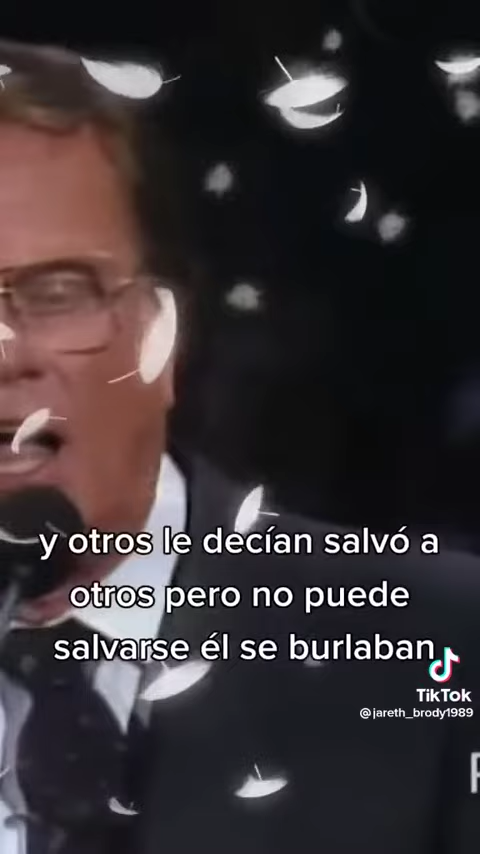 y otros le decían salvó a
otros pero no puede
salvarse él se burlaban
TikTok
@jareth_brody1989